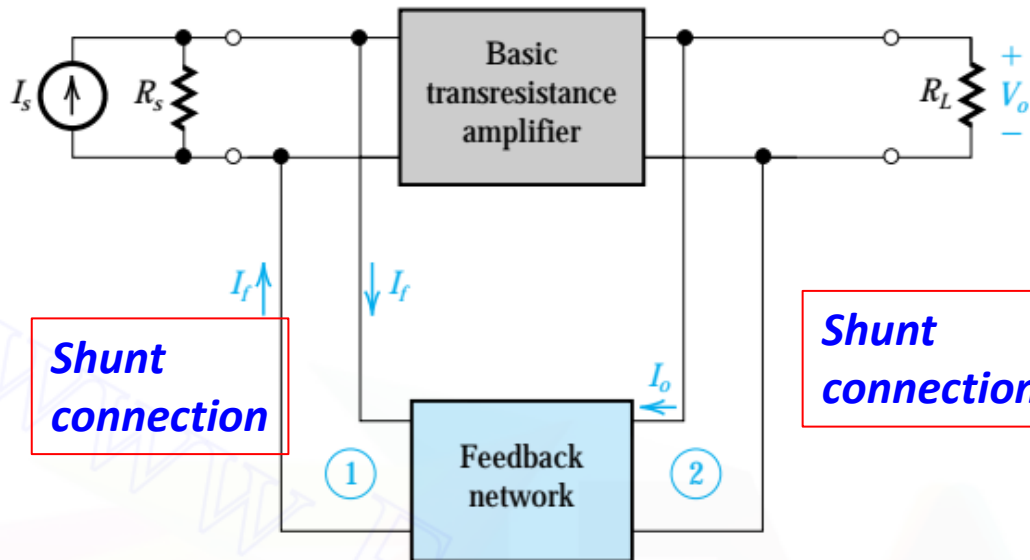 Basic
transresistance
amplifier
I_s
R_s
R_L
+
V_o
−
I_f
I_f
Shunt
connection
Shunt
connection
I_o
1
Feedback
network
2